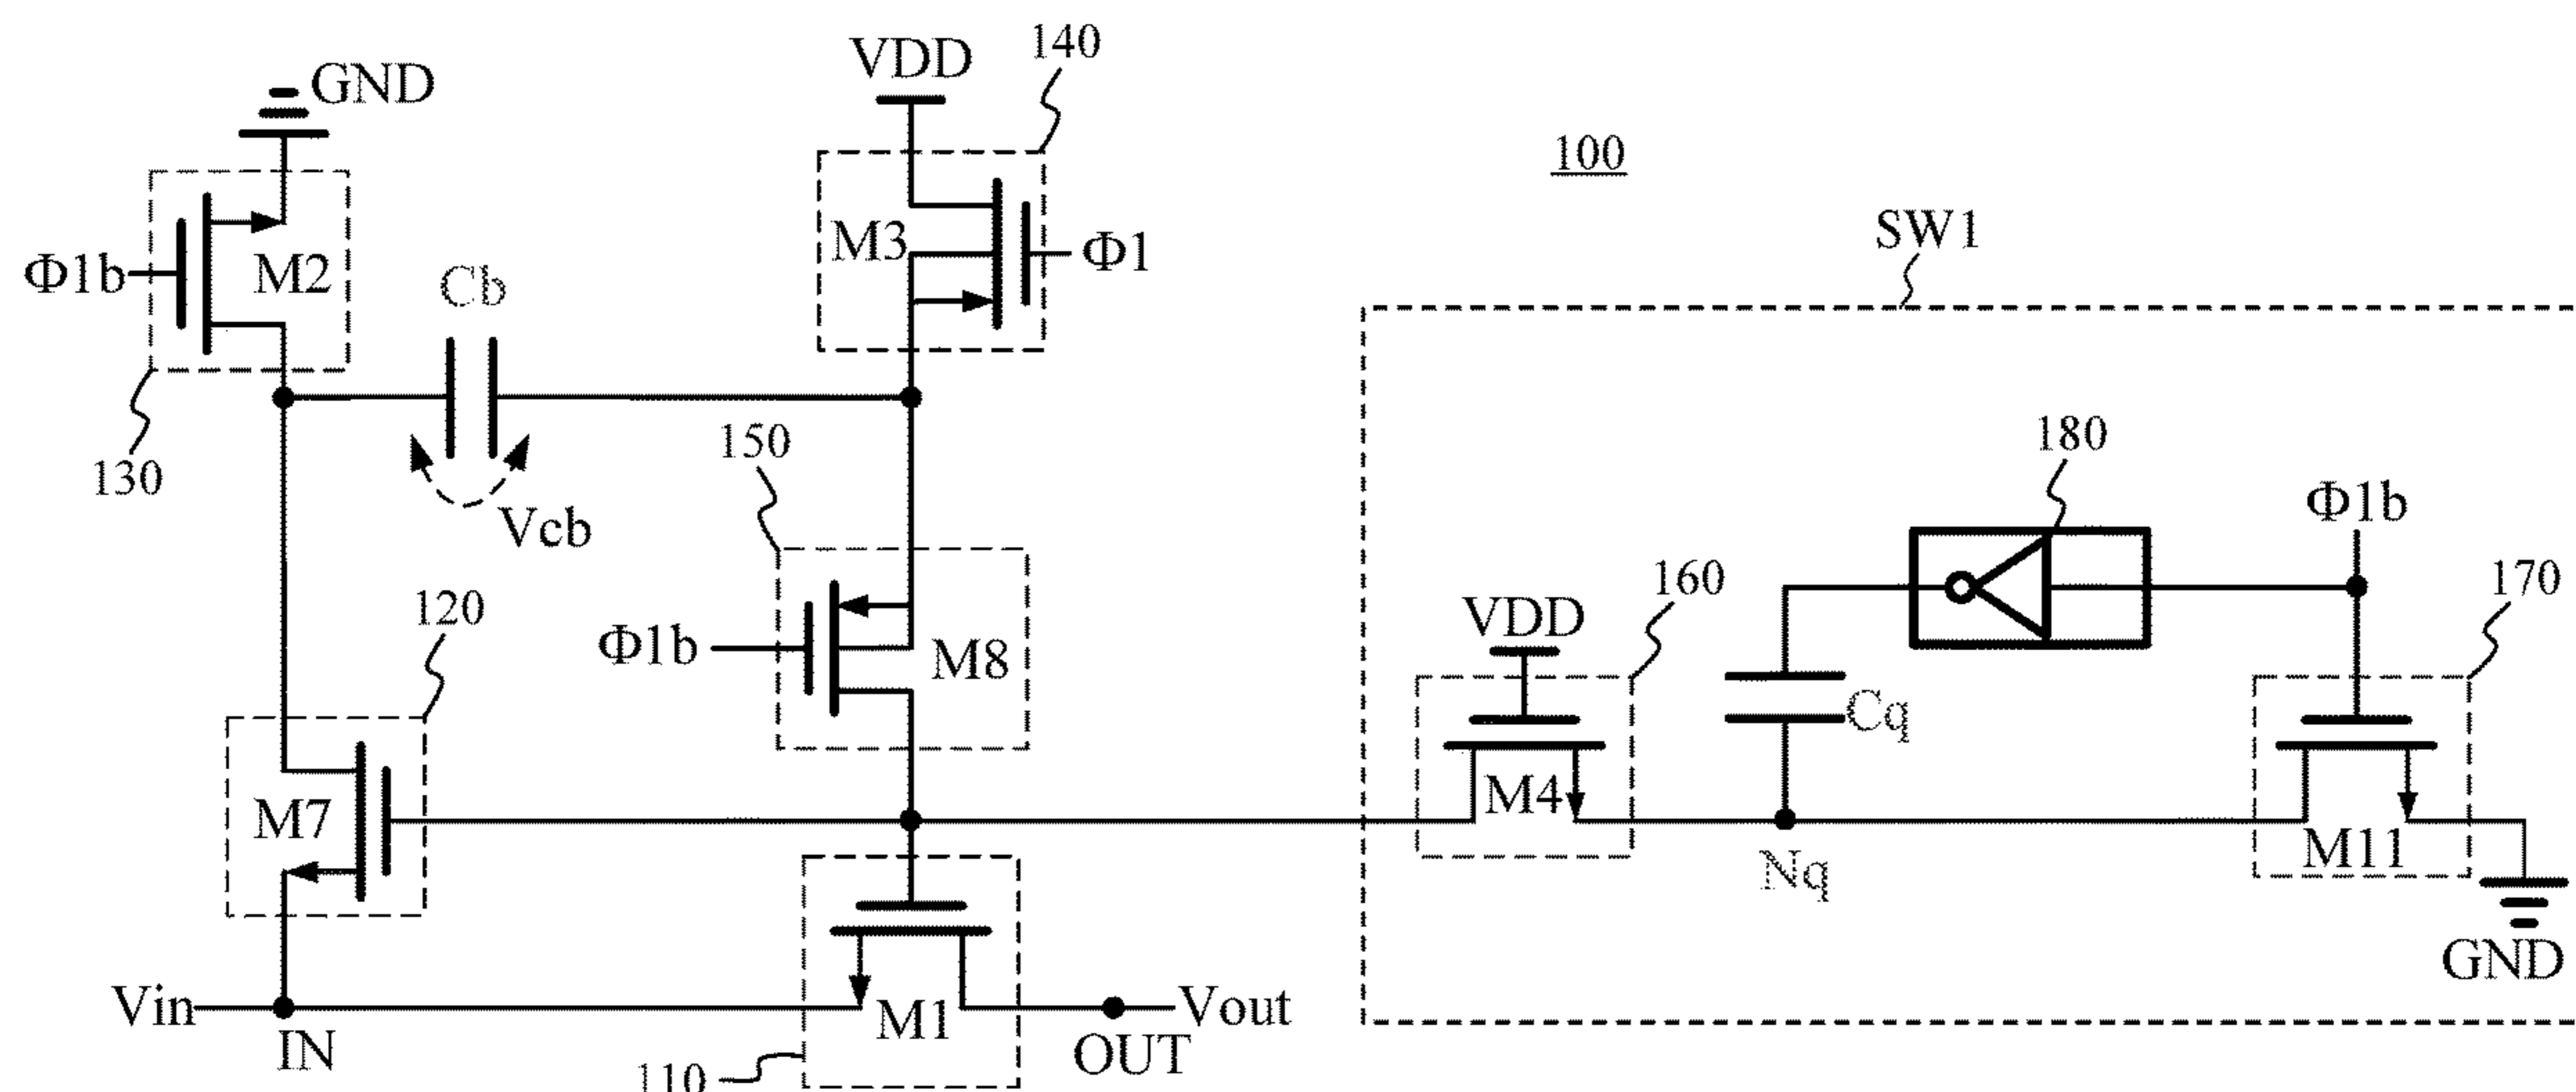 140
VDD
GND
100
SW1
M3
Φ1
Φ1b
M2
Cb
150
180
130
Vcb
Φ1b
160
170
VDD
120
Φ1b
M8
Cq
M4
M7
M11
Nq
GND
Vin
M1
Vout
IN
OUT
110